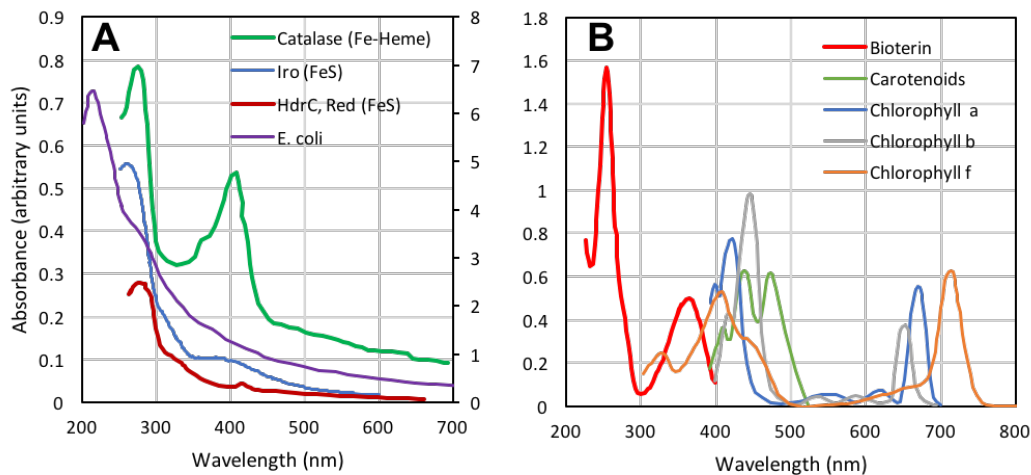 A
Catalase (Fe-Heme)
Iro (FeS)
HdrC, Red (FeS)
E. coli
Absorbance (arbitrary units)
0.9
0.8
0.7
0.6
0.5
0.4
0.3
0.2
0.1
0
8
7
6
5
4
3
2
1
0
200 300 400 500 600 700
Wavelength (nm)
B
Bioterin
Carotenoids
Chlorophyll a
Chlorophyll b
Chlorophyll f
1.8
1.6
1.4
1.2
1
0.8
0.6
0.4
0.2
0
200 300 400 500 600 700 800
Wavelength (nm)